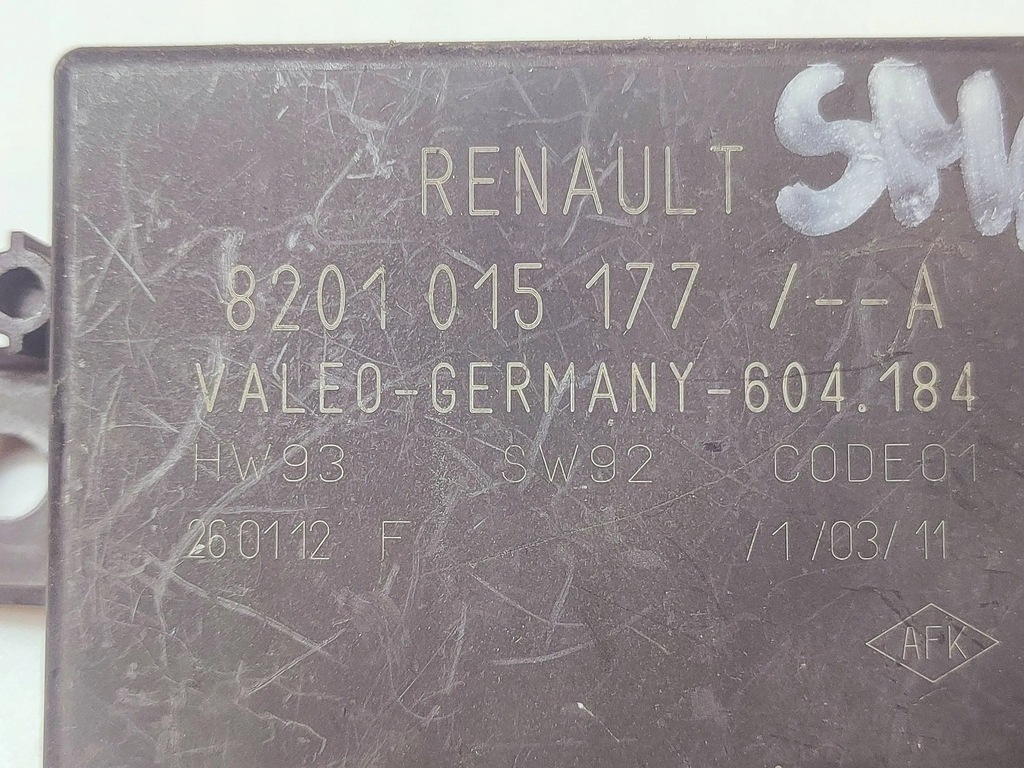 RENAULT
8201 015 177 /--A
VALEO-GERMANY-604.184
HW93 SW92 CODE01
260112 F /1/03/11
AFK